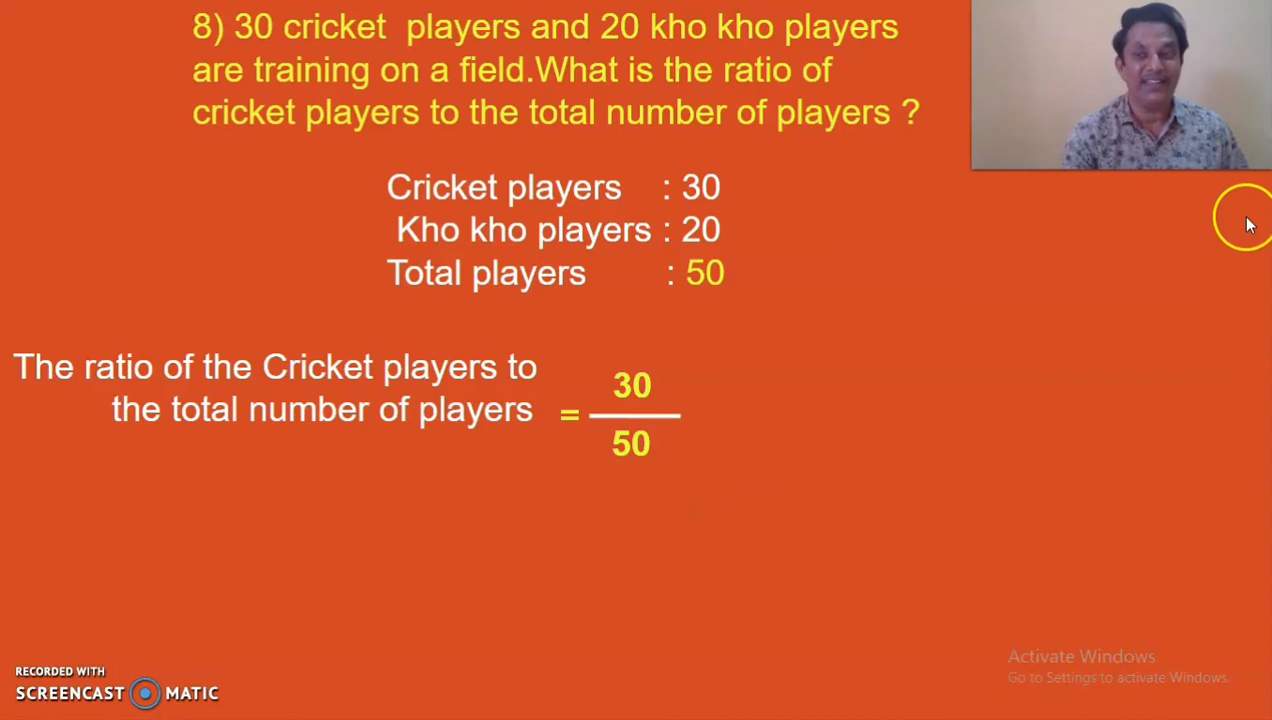 8) 30 cricket  players and 20 kho kho players
are training on a field.What is the ratio of
cricket players to the total number of players ?
Cricket players : 30
Kho kho players : 20
Total players : 50
The ratio of the Cricket players to
the total number of players = 30
50
Activate Windows
Go to Settings to activate Windows.
RECORDED WITH
SCREENCAST MATIC